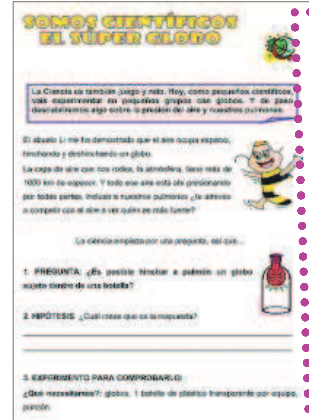 SOMOS CIENTÍFICOS
EL SUPER GLOBO
La Ciencia es también juego y reto. Hoy, como pequeños científicos,
vais experimentar en pequeños grupos con globos. Y de paso
descubriremos algo sobre la presión del aire y nuestros pulmones.
El abuelo Li me ha demostrado que el aire ocupa espacio,
hinchando y deshinchando un globo.
La capa de aire que nos rodea, la atmósfera, tiene más de
1000 km de espesor. Y todo ese aire está ahí presionando
por todas partes, incluso a nuestros pulmones ¿te atreves
a competir con el aire a ver quién es más fuerte?
La ciencia empieza por una pregunta, así que...
1. PREGUNTA: ¿Es posible hinchar a pulmón un globo
sujeto dentro de una botella?
2. HIPÓTESIS: ¿Cuál crees que es la respuesta?
3. EXPERIMENTO PARA COMPROBARLO:
¿Qué necesitamos?: globos, 1 botella de plástico transparente por equipo,
punzón.